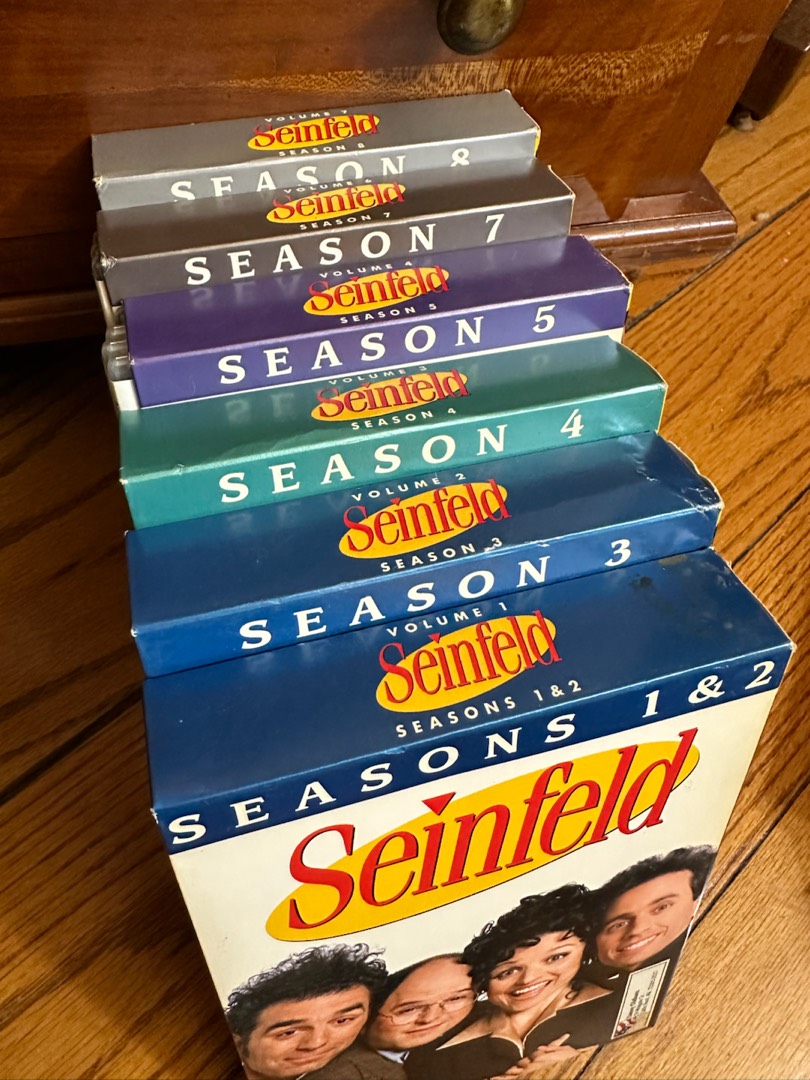 VOLUME 7
Seinfeld
SEASON 8
SEASON 8
VOLUME 6
Seinfeld
SEASON 7
SEASON 7
VOLUME 4
Seinfeld
SEASON 5
SEASON 5
VOLUME 3
Seinfeld
SEASON 4
SEASON 4
VOLUME 2
Seinfeld
SEASON 3
SEASON 3
VOLUME 1
Seinfeld
SEASONS 1&2
SEASONS 1 & 2
Seinfeld